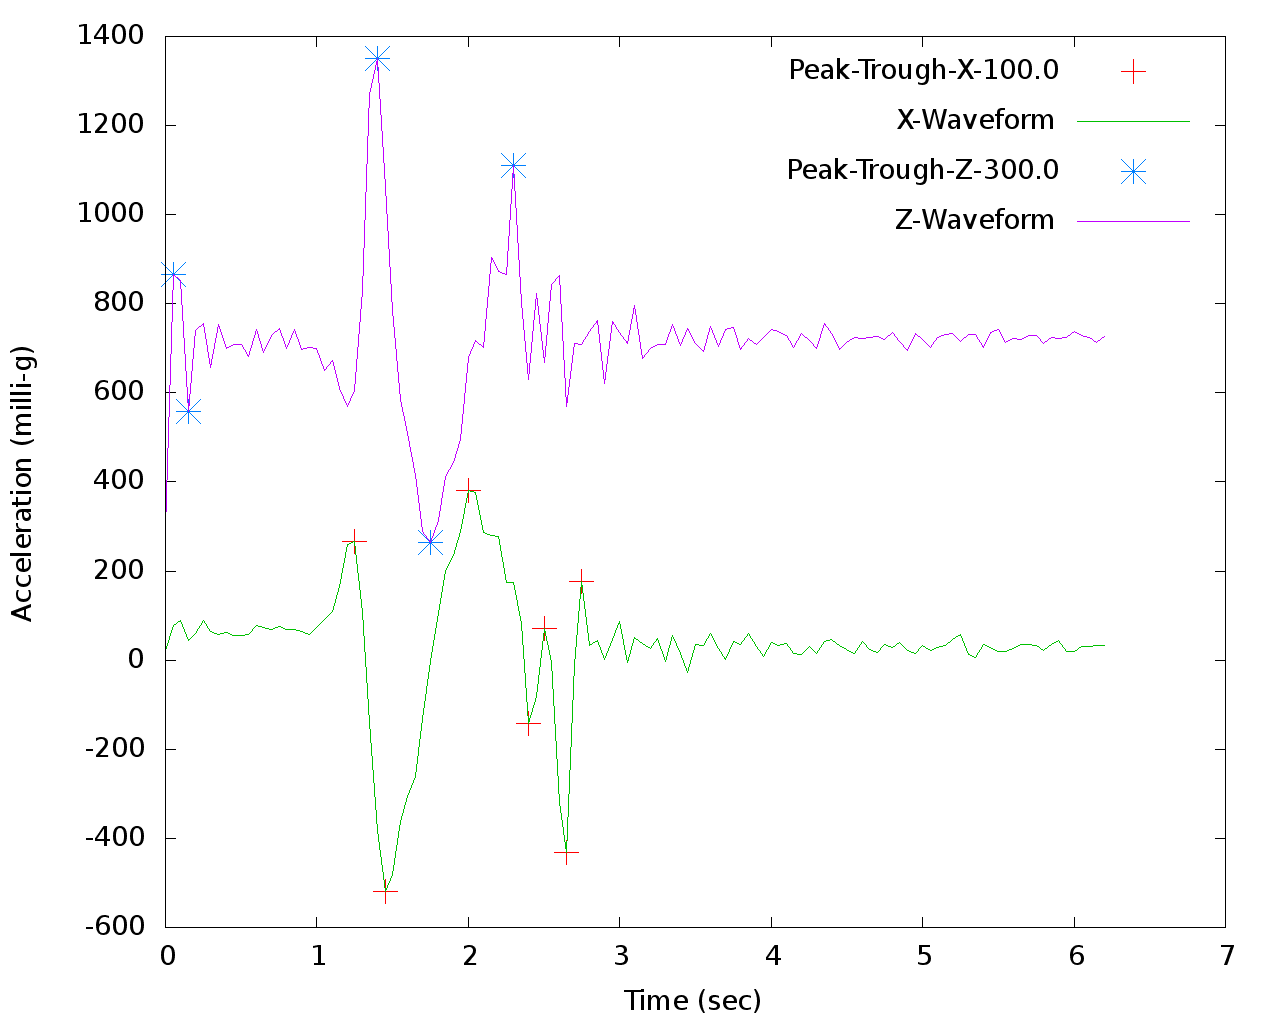 1400
1200
1000
800
600
400
200
0
-200
-400
-600
0 1 2 3 4 5 6 7
Acceleration (milli-g)
Time (sec)
Peak-Trough-X-100.0
X-Waveform
Peak-Trough-Z-300.0
Z-Waveform